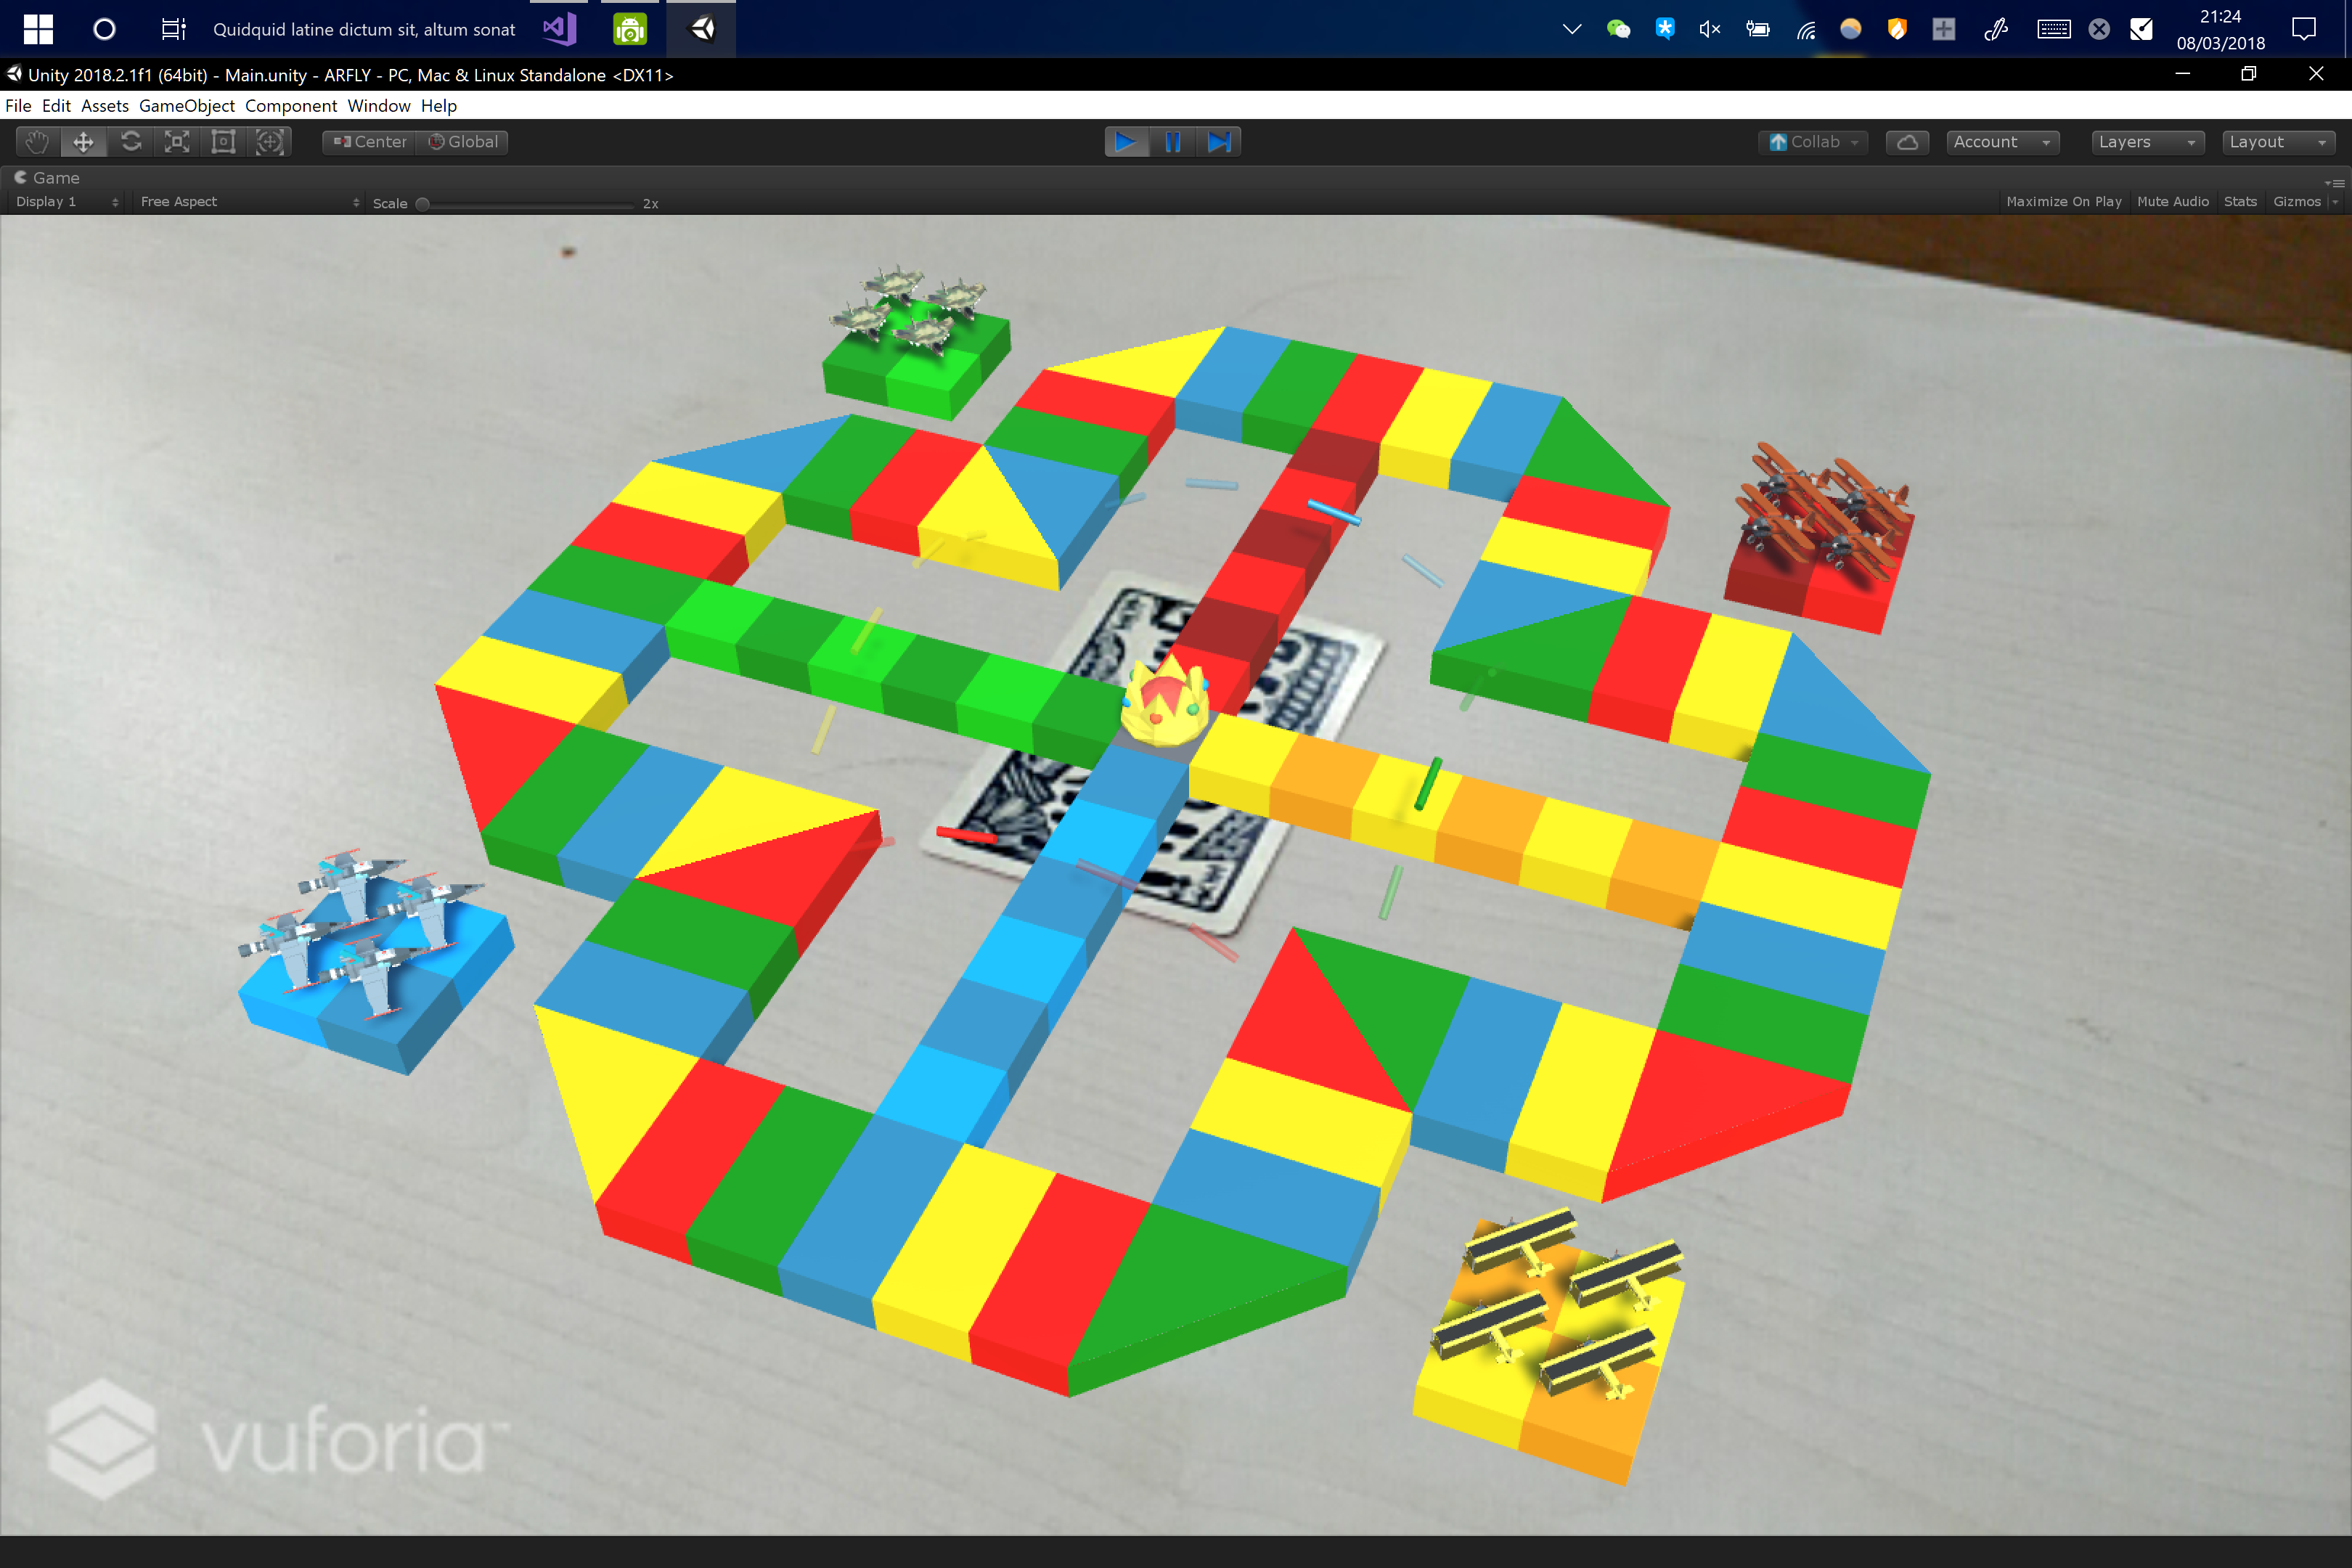 Quidquid latine dictum sit, altum sonat
21:24
08/03/2018
Unity 2018.2.1f1 (64bit) - Main.unity - ARFLY - PC, Mac & Linux Standalone <DX11>
File Edit Assets GameObject Component Window Help
Center Global Collab Account Layers Layout
Game
Display 1 Free Aspect Scale 2x Maximize On Play Mute Audio Stats Gizmos
vuforia™